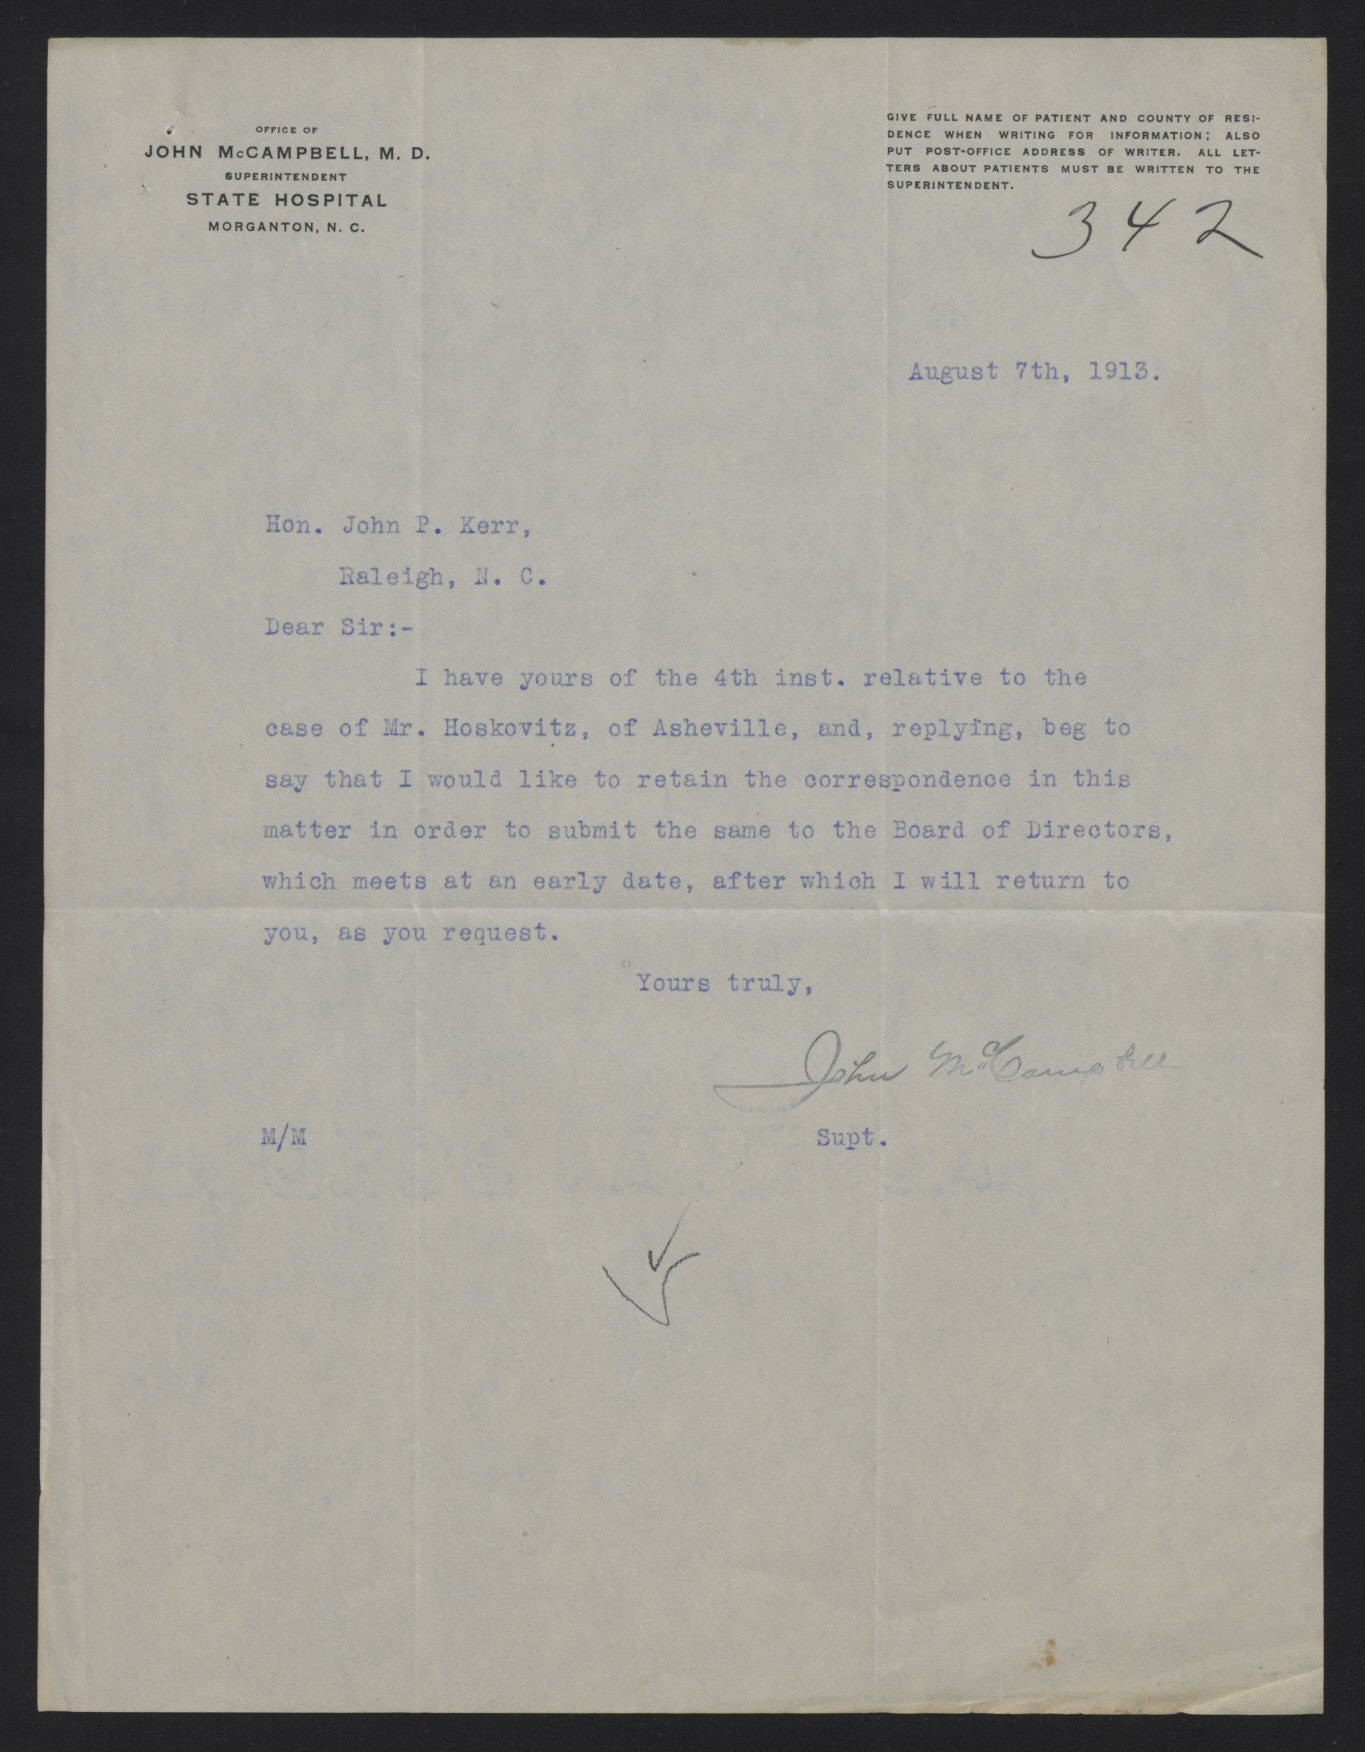 OFFICE OF
JOHN McCAMPBELL, M. D.
SUPERINTENDENT
STATE HOSPITAL
MORGANTON, N. C.
GIVE FULL NAME OF PATIENT AND COUNTY OF RESI-
DENCE WHEN WRITING FOR INFORMATION; ALSO
PUT POST-OFFICE ADDRESS OF WRITER. ALL LET-
TERS ABOUT PATIENTS MUST BE WRITTEN TO THE
SUPERINTENDENT.
342
August 7th, 1913.
Hon. John P. Kerr,
Raleigh, N. C.
Dear Sir:-
I have yours of the 4th inst. relative to the
case of Mr. Hoskovitz, of Asheville, and, replying, beg to
say that I would like to retain the correspondence in this
matter in order to submit the same to the Board of Directors,
which meets at an early date, after which I will return to
you, as you request.
Yours truly,
John McCampbell
M/M Supt.